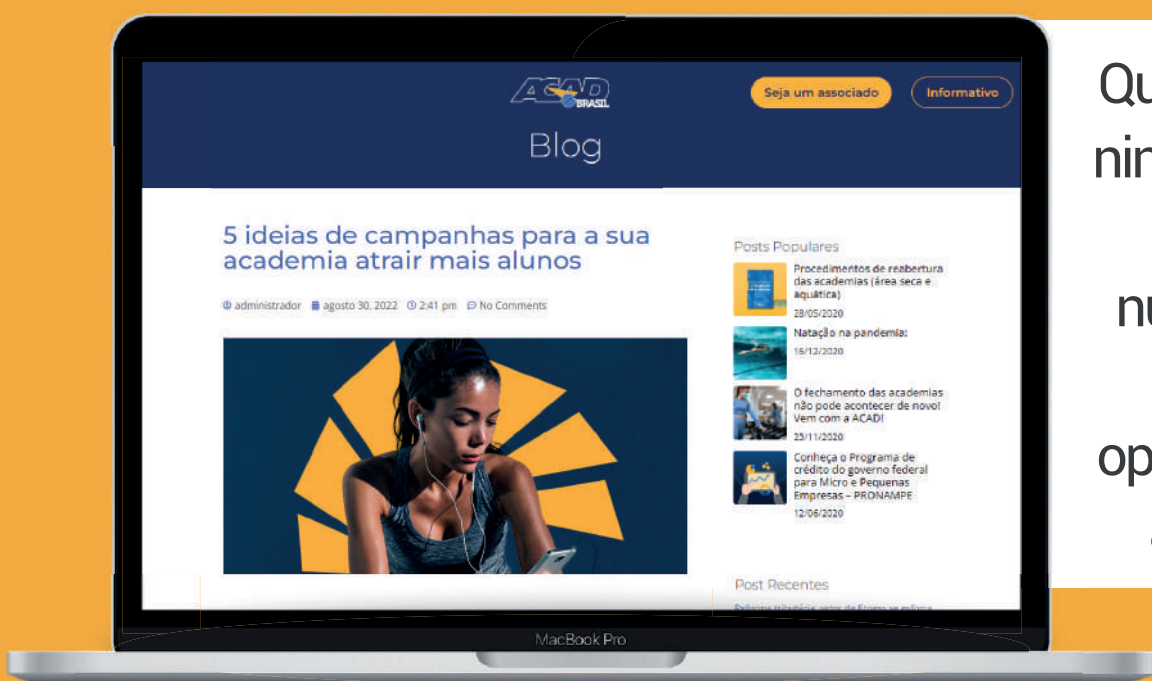 ACAD
BRASIL
Seja um associado
Informativo
Blog
5 ideias de campanhas para a sua
academia atrair mais alunos
administrador agosto 30, 2022 2:41 pm No Comments
Posts Populares
Procedimentos de reabertura
das academias (área seca e
aquática)
28/05/2020
Natação na pandemia:
16/12/2020
O fechamento das academias
não pode acontecer de novo!
Vem com a ACAD!
23/11/2020
Conheça o Programa de
crédito do governo federal
para Micro e Pequenas
Empresas – PRONAMPE
12/06/2020
Post Recentes
MacBook Pro
Qu
nin
nu
op